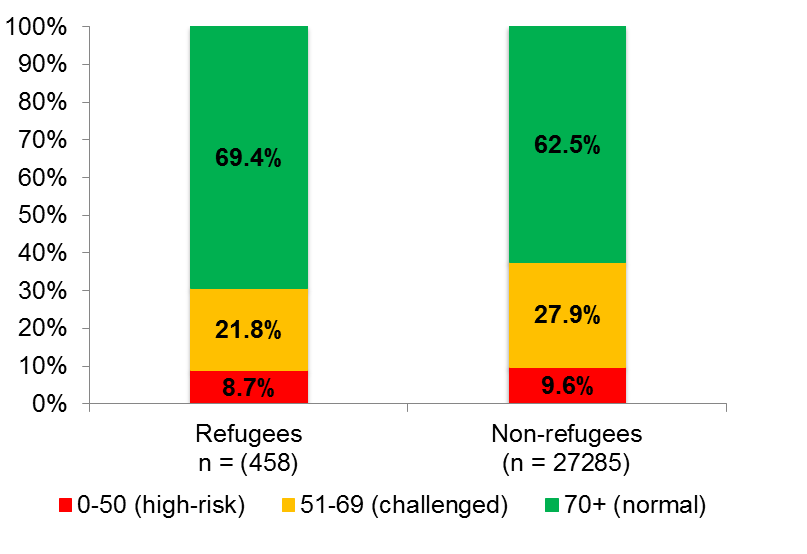 100%
90%
80%
70%
60%
50%
40%
30%
20%
10%
0%
69.4%
21.8%
8.7%
62.5%
27.9%
9.6%
Refugees
n = (458)
Non-refugees
(n = 27285)
0-50 (high-risk)
51-69 (challenged)
70+ (normal)